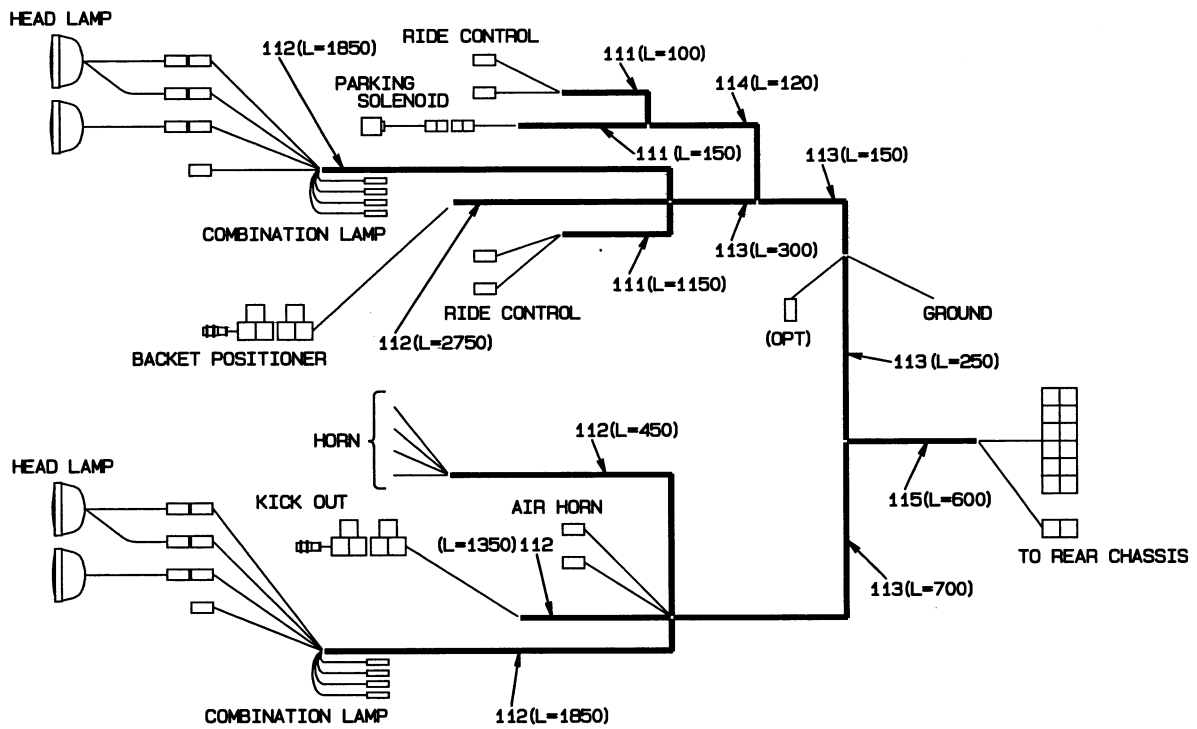 HEAD LAMP
112(L=1850)
RIDE CONTROL
111(L=100)
114(L=120)
PARKING
SOLENOID
111(L=150)
113(L=150)
COMBINATION LAMP
113(L=300)
111(L=1150)
RIDE CONTROL
GROUND
(OPT)
112(L=2750)
BACKET POSITIONER
113(L=250)
HORN
112(L=450)
HEAD LAMP
KICK OUT
AIR HORN
115(L=600)
(L=1350)112
TO REAR CHASSIS
113(L=700)
COMBINATION LAMP
112(L=1850)